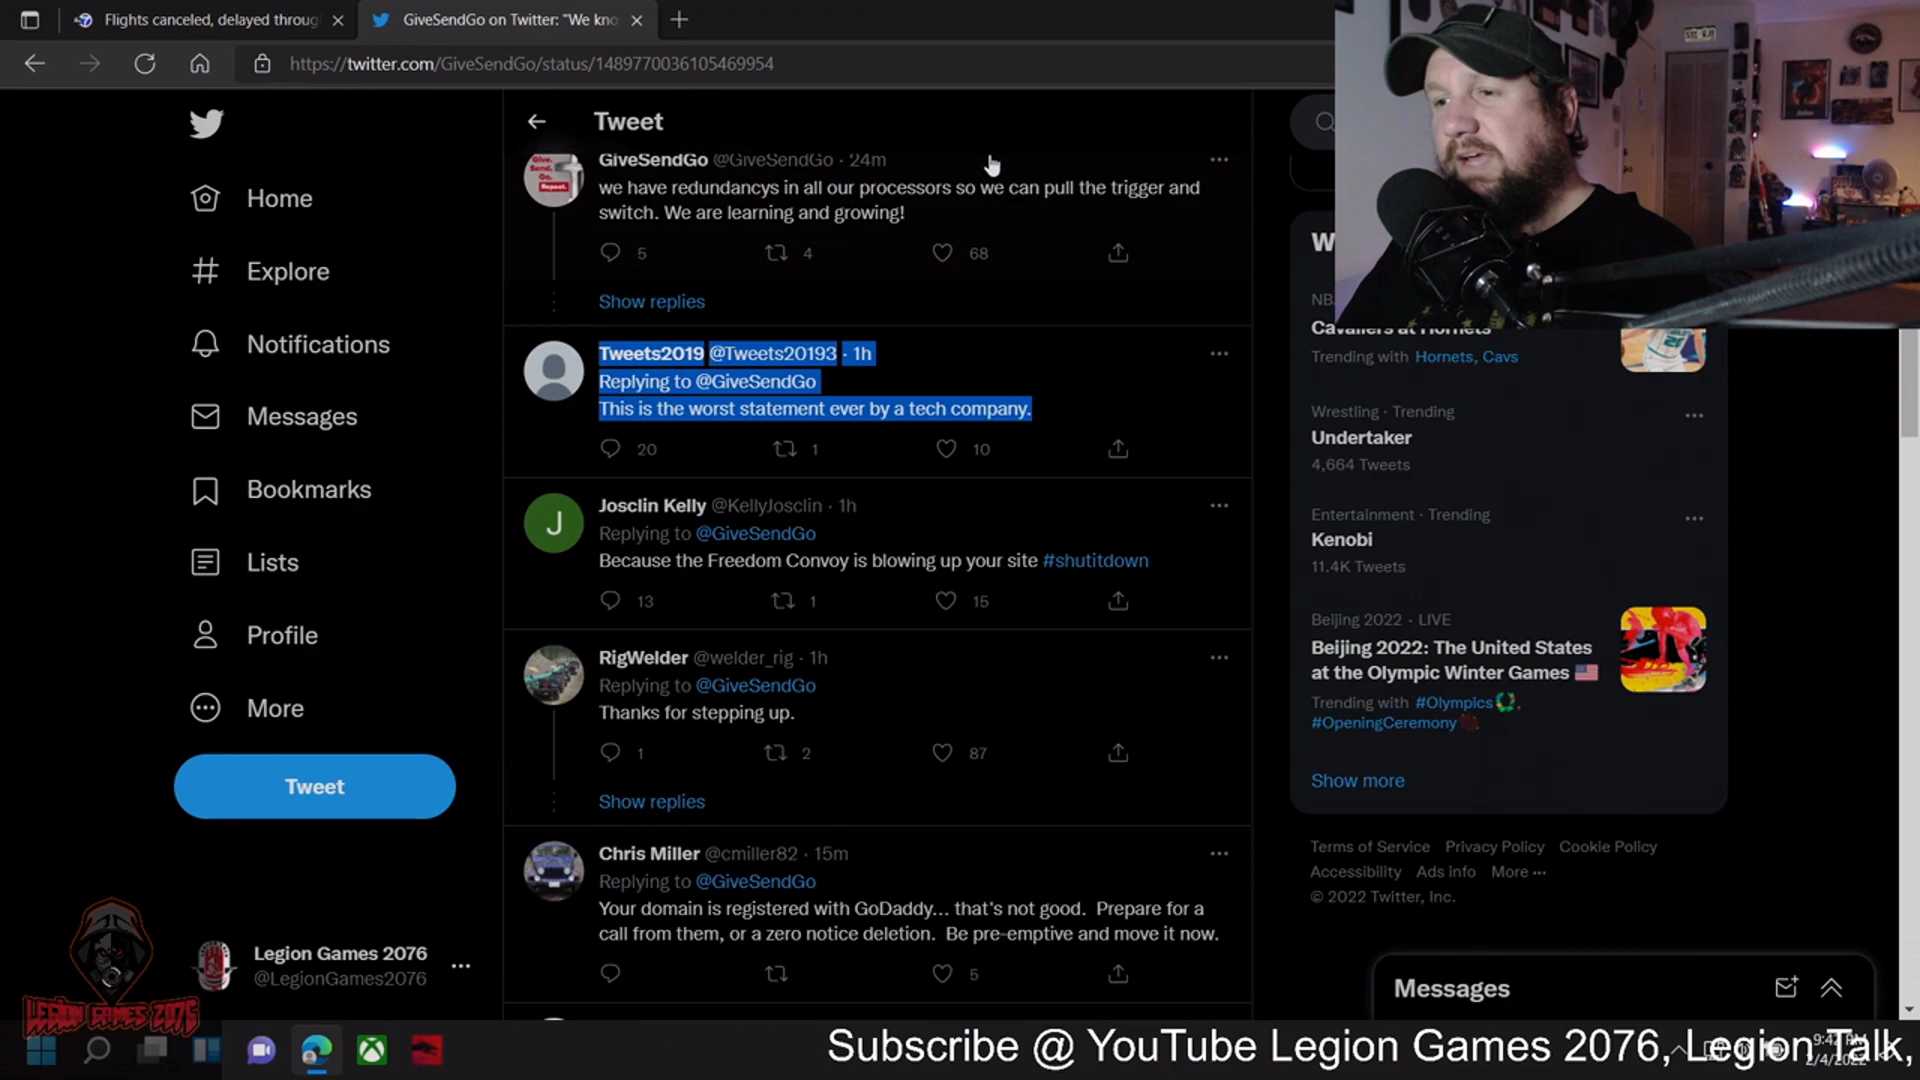 Flights canceled, delayed throug
GiveSendGo on Twitter: "We kno
https://twitter.com/GiveSendGo/status/1489770036105469954
Tweet
Home
Explore
Notifications
Messages
Bookmarks
Lists
Profile
More
Tweet
Legion Games 2076
@LegionGames2076
LEGION GAMES 2076
Give.
Send.
Go.
Repeat.
GiveSendGo @GiveSendGo · 24m
we have redundancys in all our processors so we can pull the trigger and
switch. We are learning and growing!
5 4 68
Show replies
Tweets2019 @Tweets20193 · 1h
Replying to @GiveSendGo
This is the worst statement ever by a tech company.
20 1 10
J
Josclin Kelly @KellyJosclin · 1h
Replying to @GiveSendGo
Because the Freedom Convoy is blowing up your site #shutitdown
13 1 15
RigWelder @welder_rig · 1h
Replying to @GiveSendGo
Thanks for stepping up.
1 2 87
Show replies
Chris Miller @cmiller82 · 15m
Replying to @GiveSendGo
Your domain is registered with GoDaddy... that's not good. Prepare for a
call from them, or a zero notice deletion. Be pre-emptive and move it now.
5
W
NB
Cavaliers at Hornets
Trending with Hornets, Cavs
Wrestling · Trending
Undertaker
4,664 Tweets
Entertainment · Trending
Kenobi
11.4K Tweets
Beijing 2022 · LIVE
Beijing 2022: The United States
at the Olympic Winter Games
Trending with #Olympics,
#OpeningCeremony
Show more
Terms of Service Privacy Policy Cookie Policy
Accessibility Ads info More ···
© 2022 Twitter, Inc.
Messages
Subscribe @ YouTube Legion Games 2076, Legion Talk,